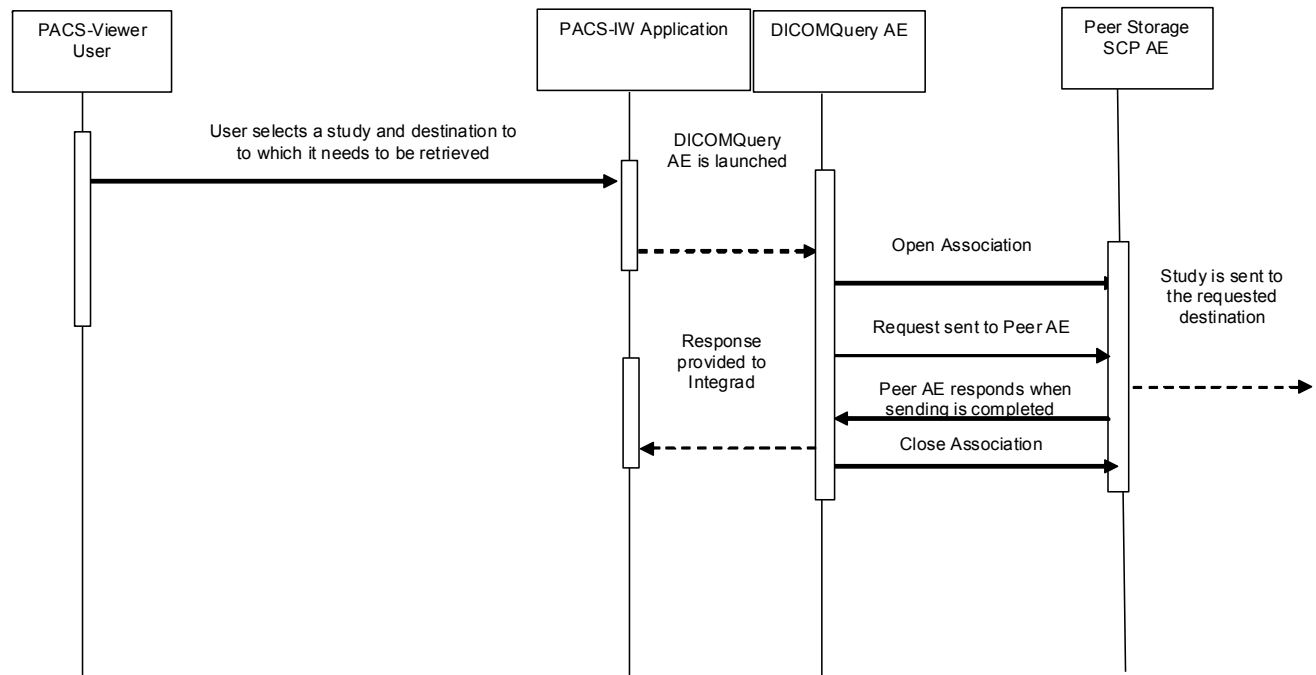 PACS-Viewer
User
PACS-IW Application
DICOMQuery AE
Peer Storage
SCP AE
User selects a study and destination to
to which it needs to be retrieved
DICOMQuery
AE is launched
Open Association
Study is sent to
the requested
destination
Request sent to Peer AE
Response
provided to
Integrad
Peer AE responds when
sending is completed
Close Association